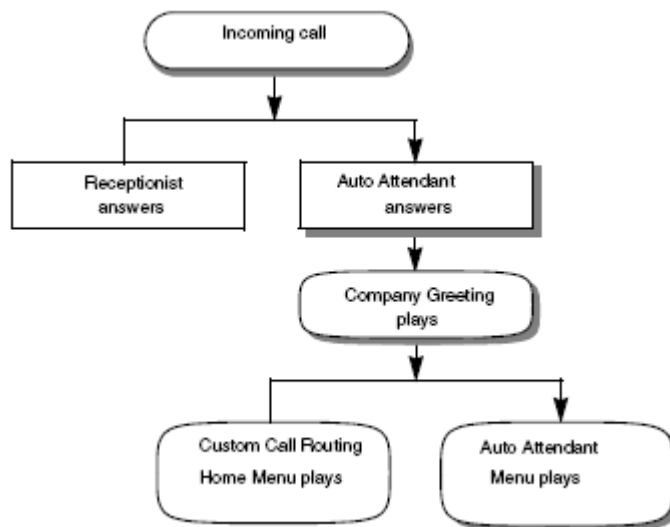 Incoming call
Receptionist
answers
Auto Attendant
answers
Company Greeting
plays
Custom Call Routing
Home Menu plays
Auto Attendant
Menu plays